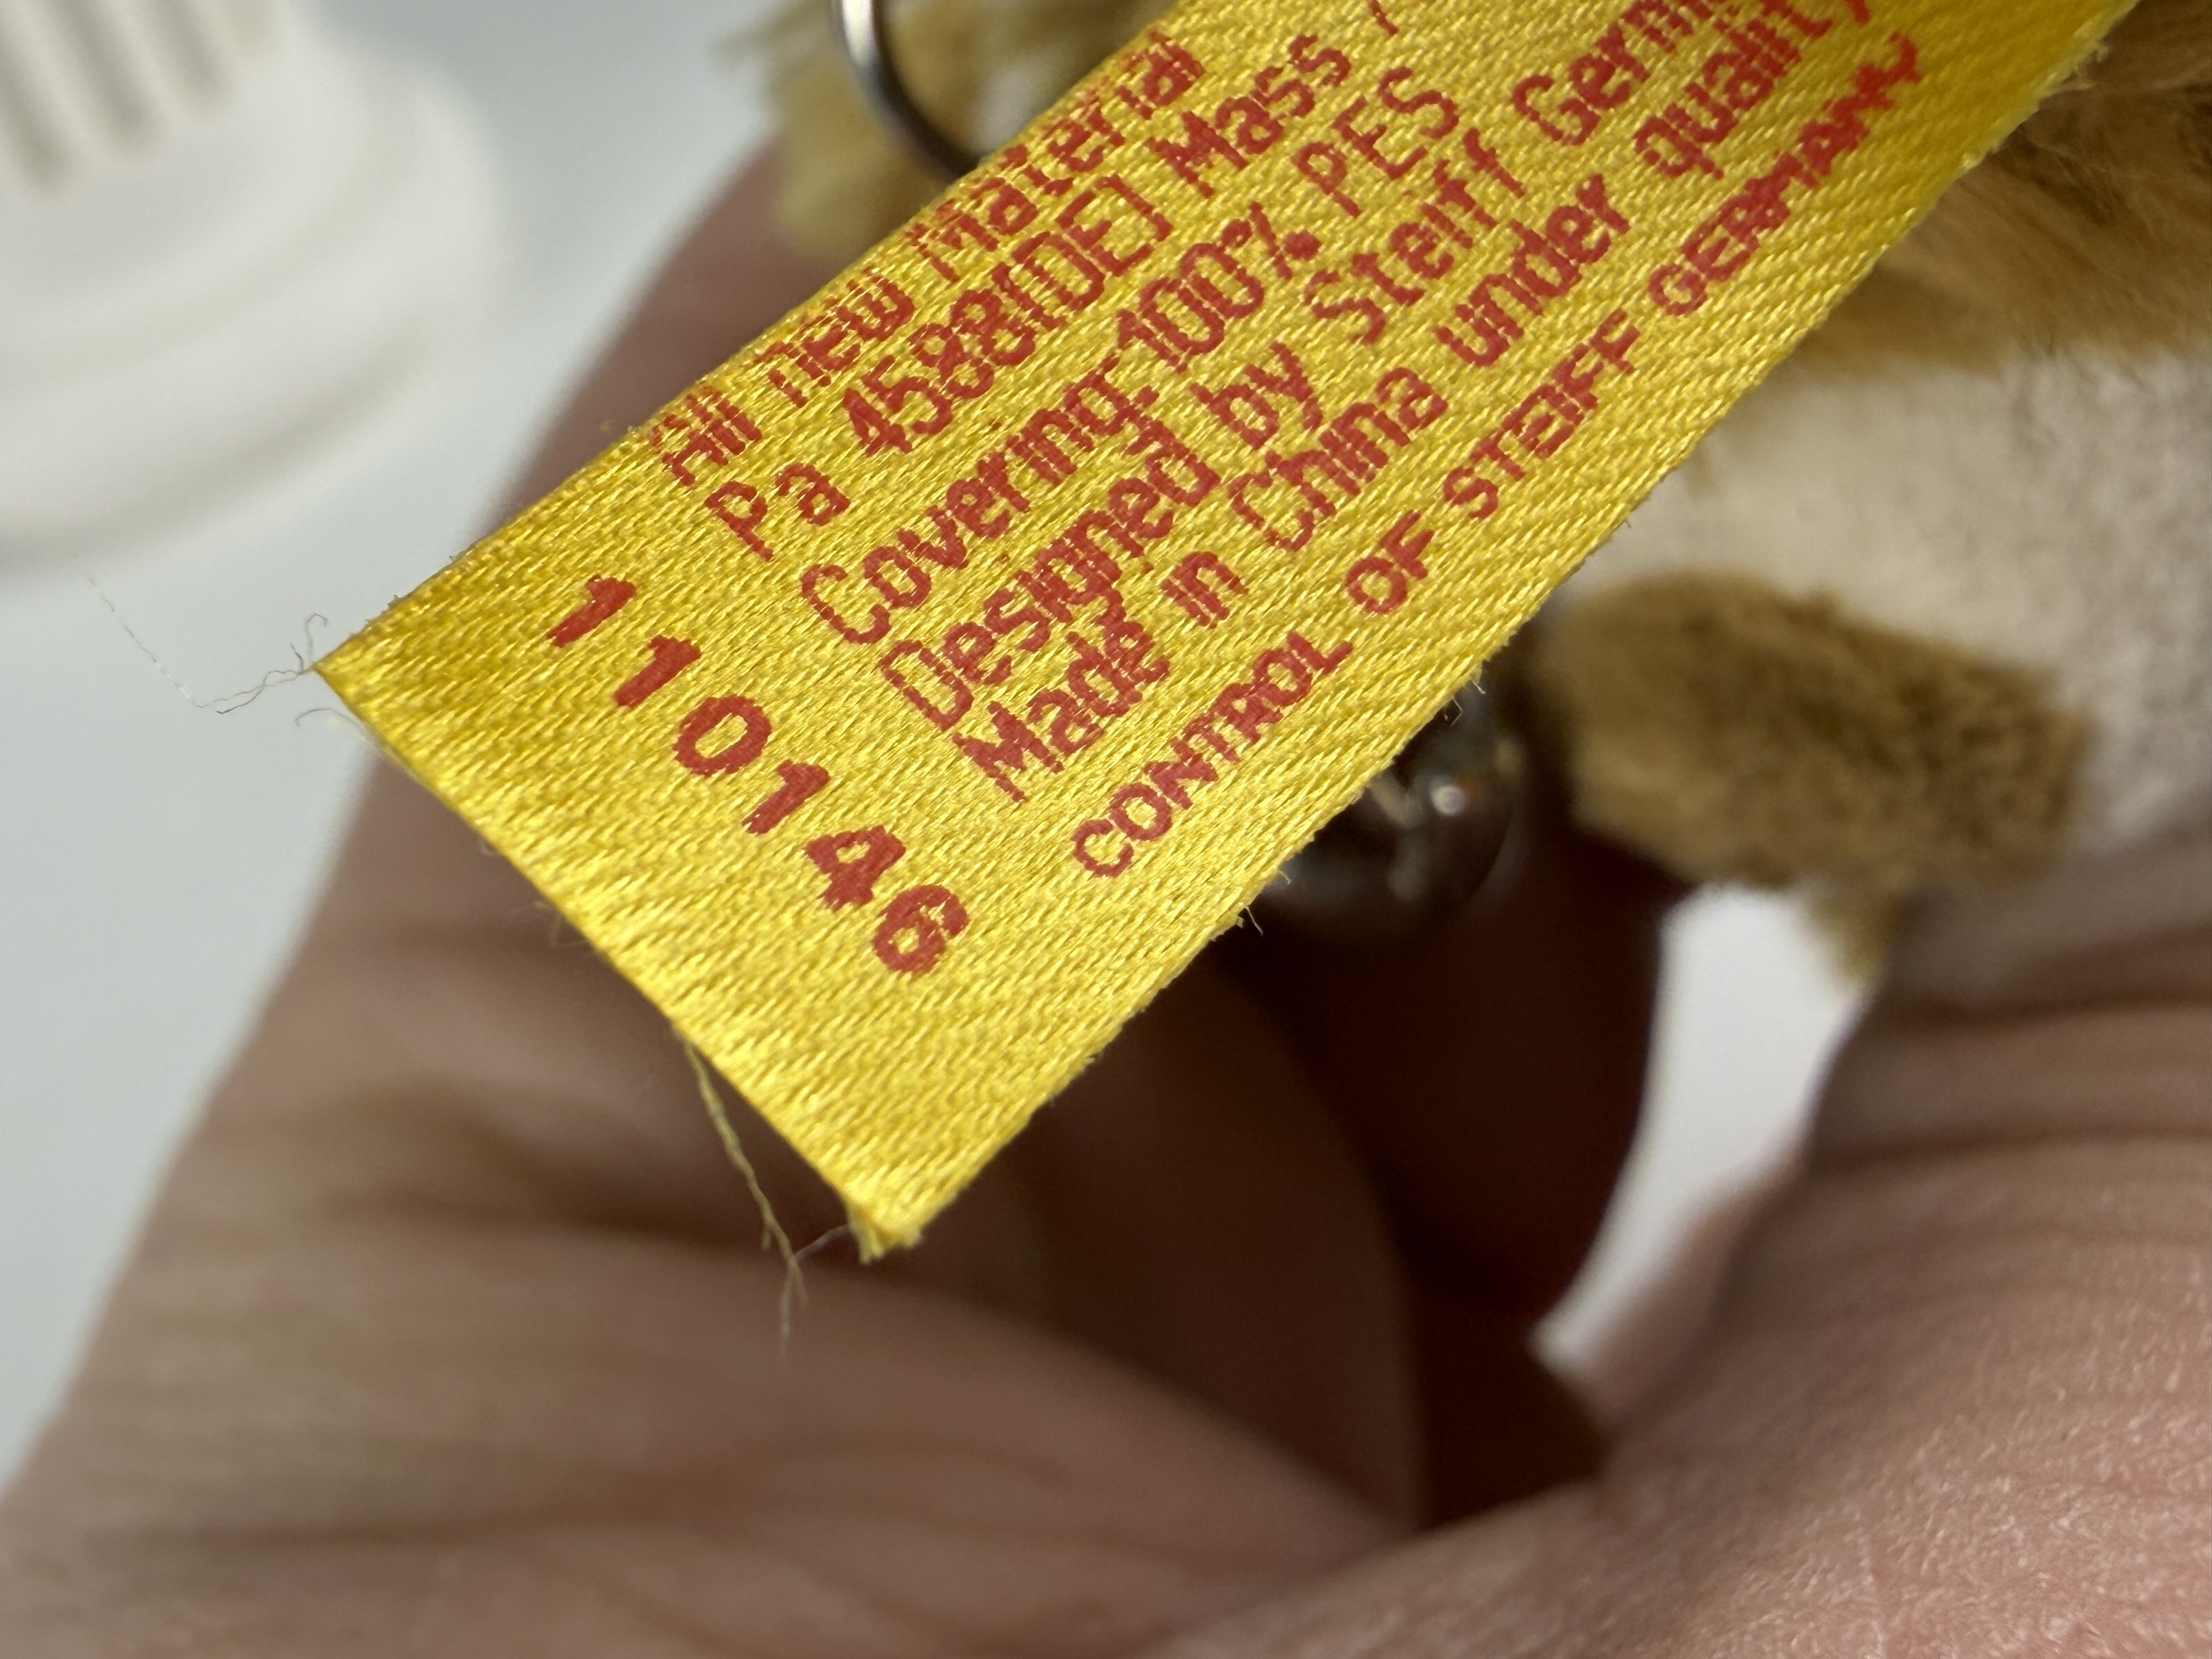 All new Material
Pa 4588(DE) Mass
Covering: 100% PES
Designed by Steiff Germ
Made in China under quality
CONTROL OF STEIFF GERMANY
110146